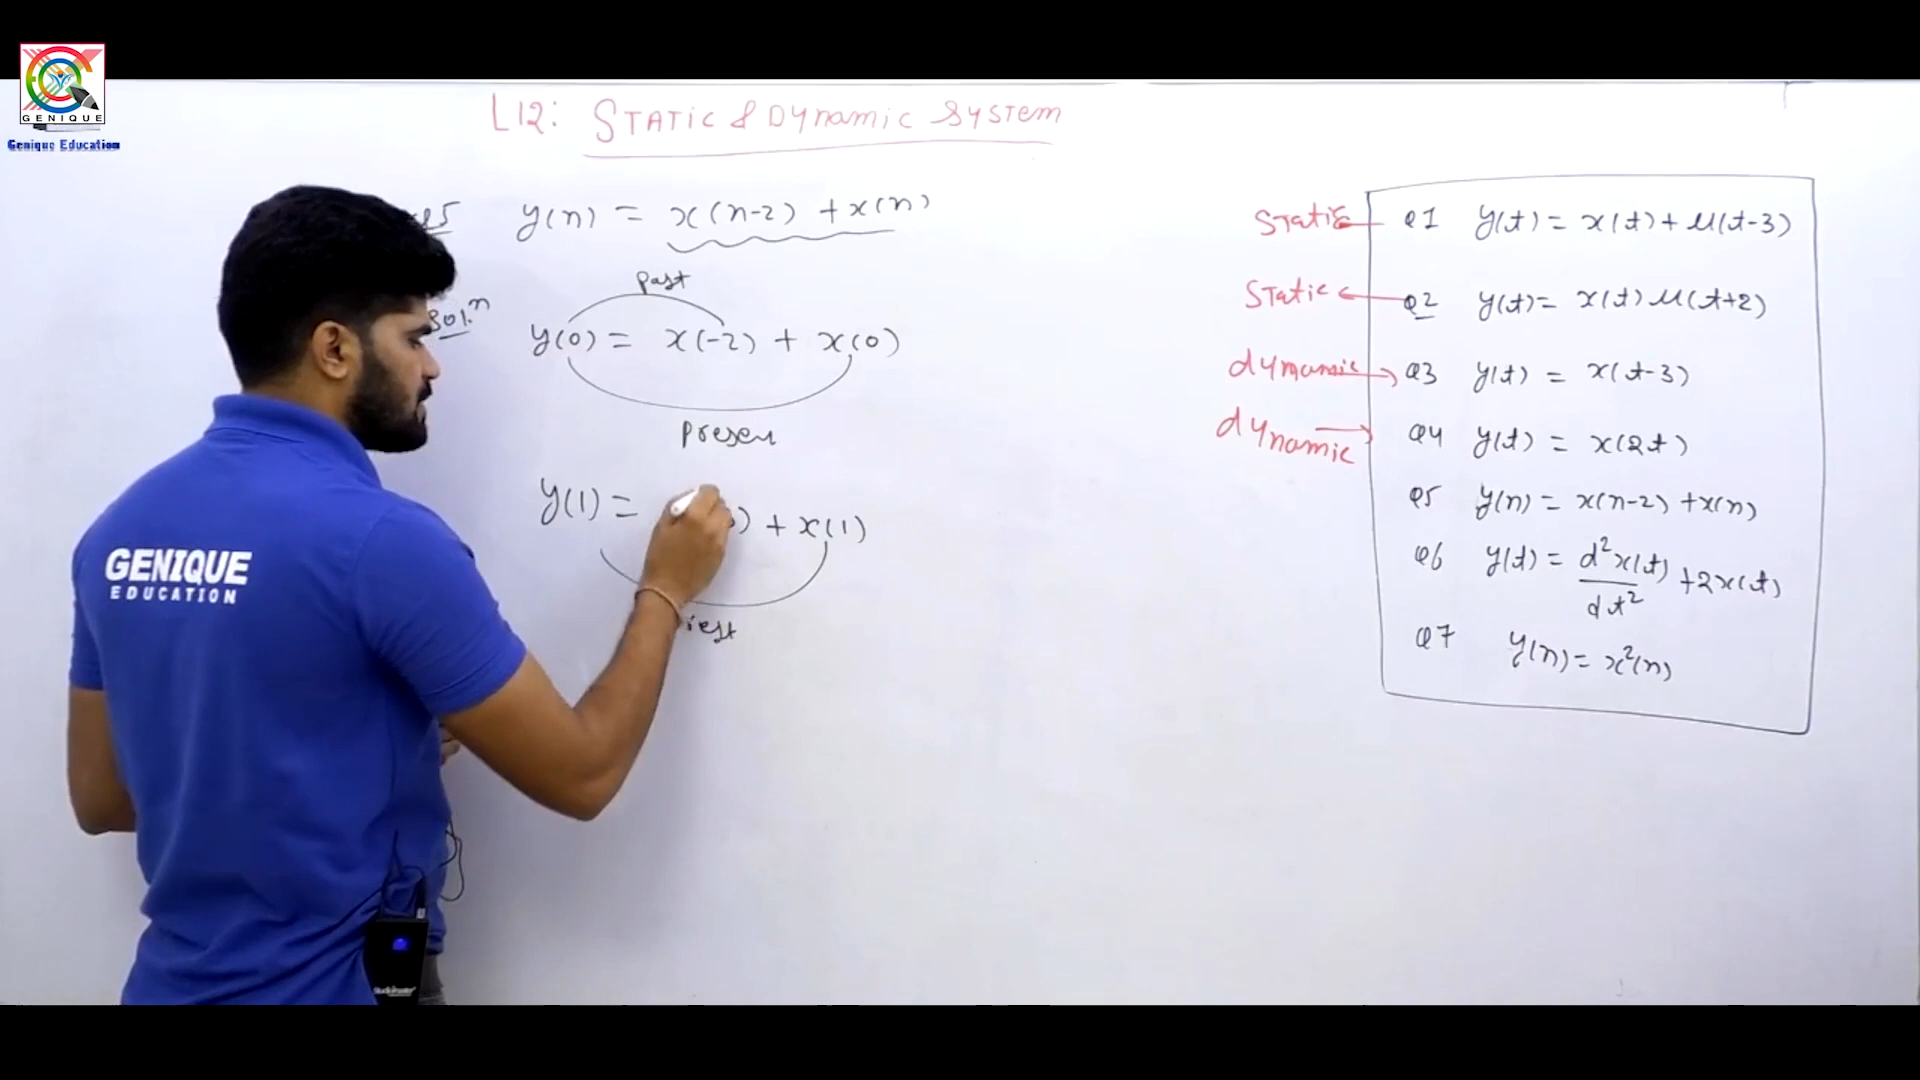 GENIQUE
Genique Education
L12: STATIC & DYNAMIC SYSTEM
y(n) = x(n-2) + x(n)
Sol.n
Past
y(0) = x(-2) + x(0)
Presen
y(1) = ) + x(1)
GENIQUE
EDUCATION
Static Q1 y(t) = x(t) + u(t-3)
Static Q2 y(t) = x(t) u(t+2)
dynamic Q3 y(t) = x(t-3)
dynamic Q4 y(t) = x(2t)
Q5 y(n) = x(n-2) + x(n)
Q6 y(t) = d²x(t)/dt² + 2x(t)
Q7 y(n) = x²(n)